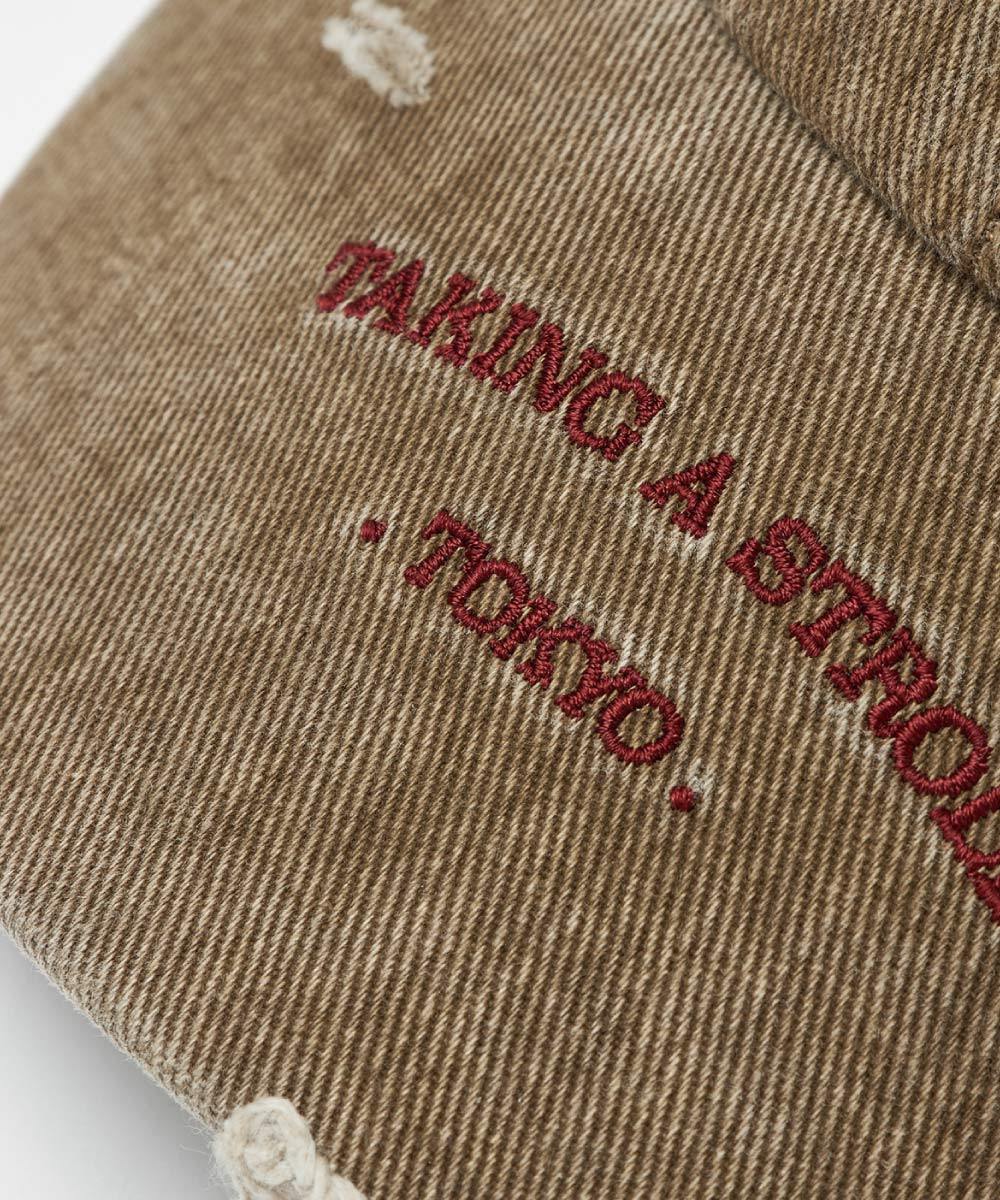 TAKING A STROL
· TOKYO ·